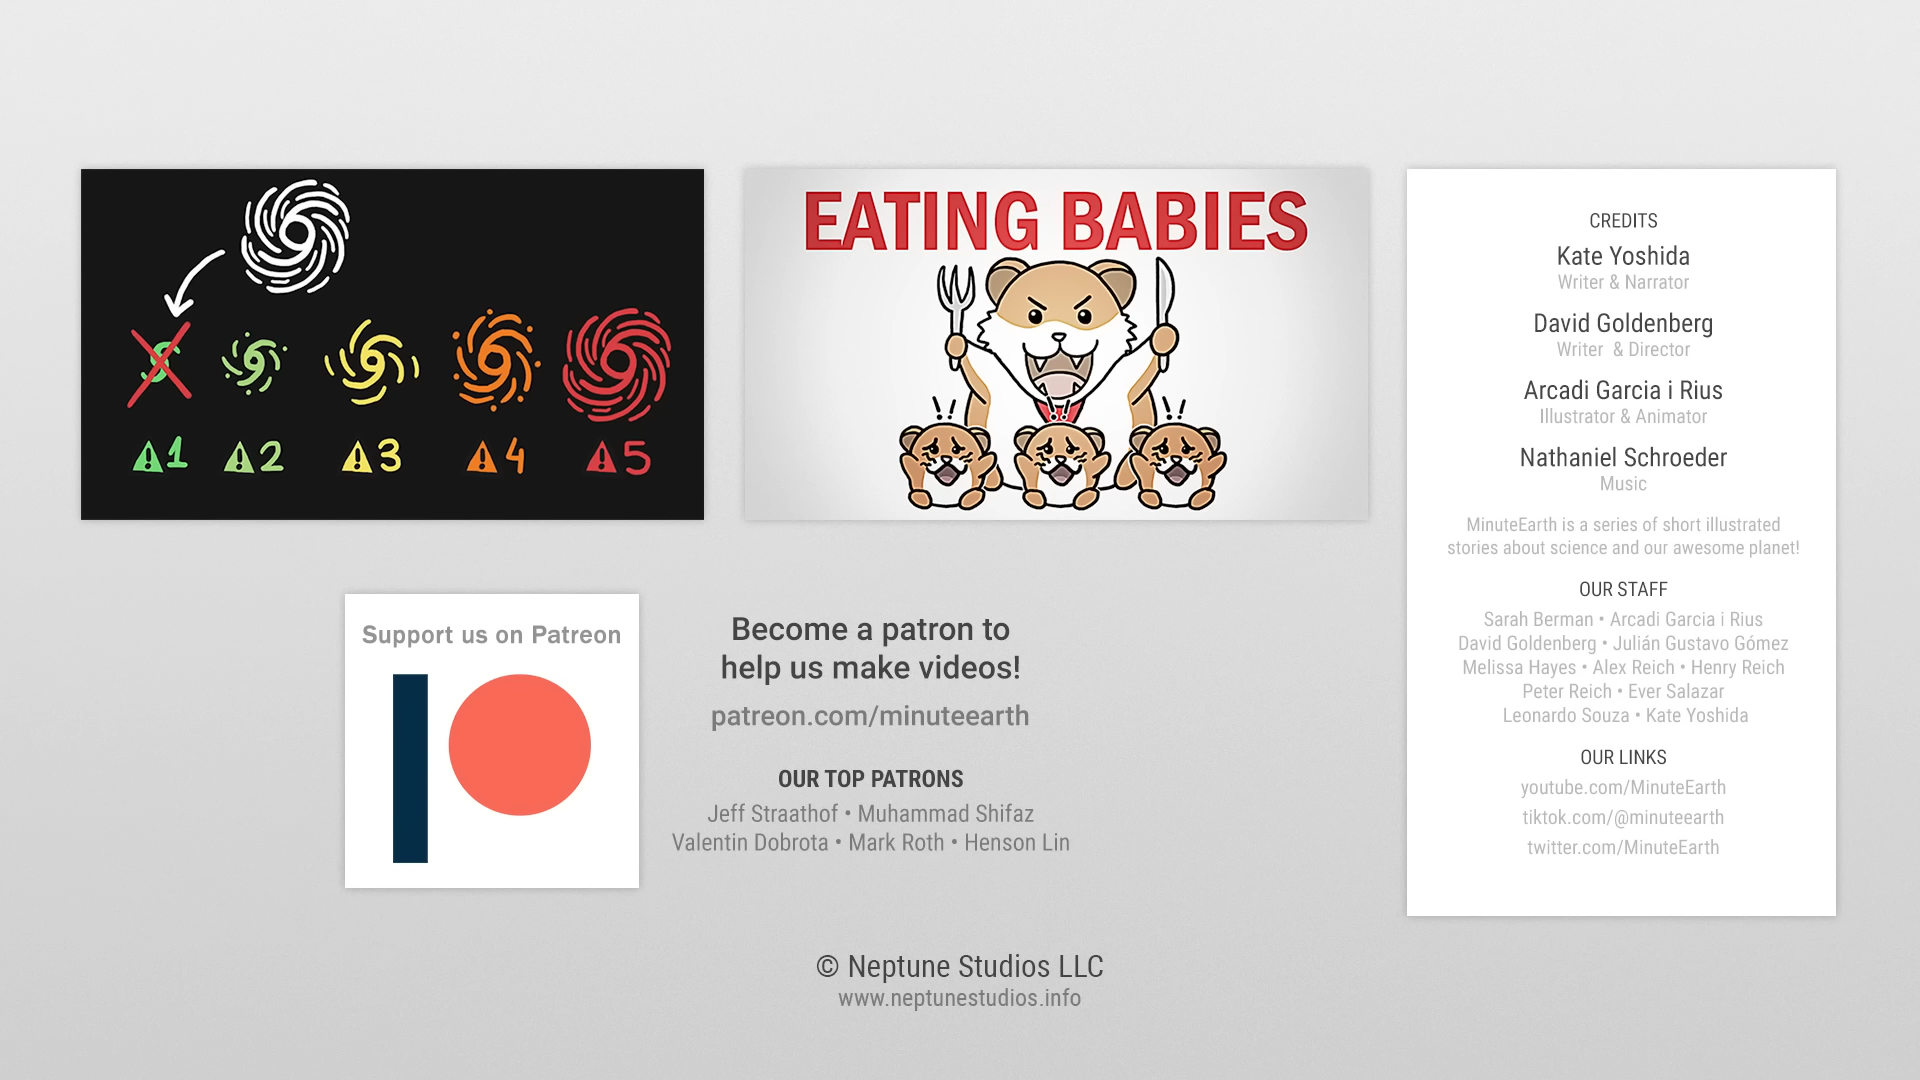 1 2 3 4 5
EATING BABIES
!! !! !!
Support us on Patreon
Become a patron to
help us make videos!
patreon.com/minuteearth
OUR TOP PATRONS
Jeff Straathof • Muhammad Shifaz
Valentin Dobrota • Mark Roth • Henson Lin
CREDITS
Kate Yoshida
Writer & Narrator
David Goldenberg
Writer & Director
Arcadi Garcia i Rius
Illustrator & Animator
Nathaniel Schroeder
Music
MinuteEarth is a series of short illustrated
stories about science and our awesome planet!
OUR STAFF
Sarah Berman • Arcadi Garcia i Rius
David Goldenberg • Julián Gustavo Gómez
Melissa Hayes • Alex Reich • Henry Reich
Peter Reich • Ever Salazar
Leonardo Souza • Kate Yoshida
OUR LINKS
youtube.com/MinuteEarth
tiktok.com/@minuteearth
twitter.com/MinuteEarth
© Neptune Studios LLC
www.neptunestudios.info